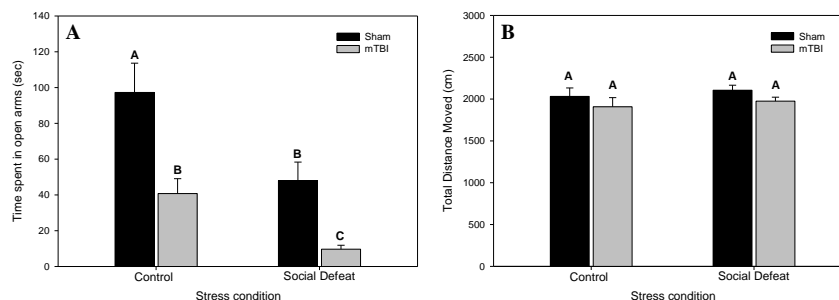 A
Sham
mTBI
Time spent in open arms (sec)
140
120
100
80
60
40
20
0
A
B
B
C
Control
Social Defeat
Stress condition
B
Sham
mTBI
Total Distance Moved (cm)
3000
2500
2000
1500
1000
500
0
A
A
A
A
Control
Social Defeat
Stress condition